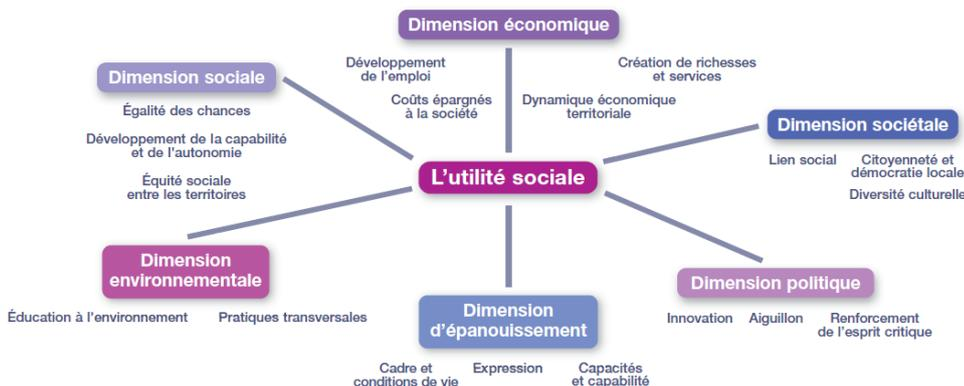 Dimension économique
Développement
de l'emploi
Création de richesses
et services
Coûts épargnés
à la société
Dynamique économique
territoriale
Dimension sociale
Égalité des chances
Développement de la capabilité
et de l'autonomie
Équité sociale
entre les territoires
Dimension sociétale
Lien social
Citoyenneté et
démocratie locale
Diversité culturelle
L'utilité sociale
Dimension
environnementale
Éducation à l'environnement
Pratiques transversales
Dimension
d'épanouissement
Cadre et
conditions de vie
Expression
Capacités
et capabilité
Dimension politique
Innovation
Aiguillon
Renforcement
de l'esprit critique